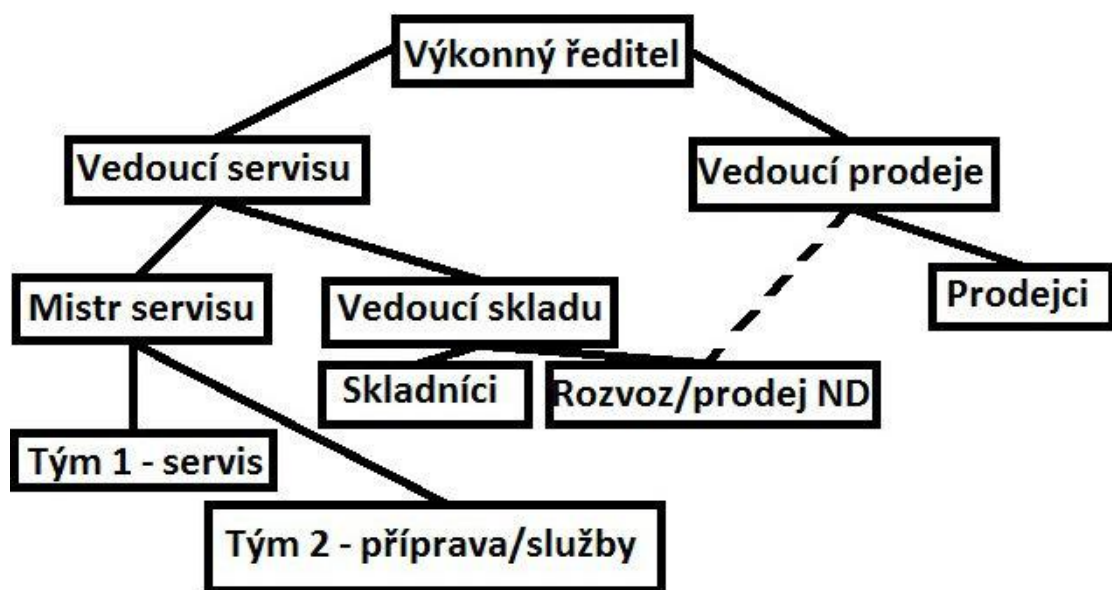 Výkonný ředitel
Vedoucí servisu
Vedoucí prodeje
Mistr servisu
Vedoucí skladu
Prodejci
Skladníci
Rozvoz/prodej ND
Tým 1 - servis
Tým 2 - příprava/služby